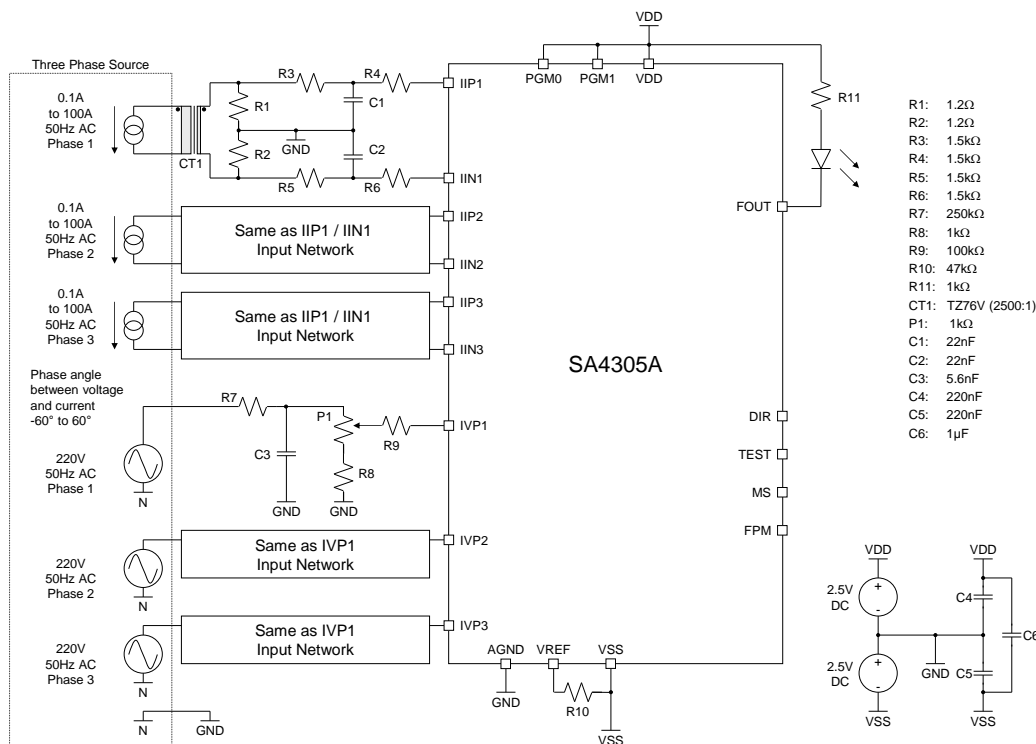 VDD
Three Phase Source
PGM0
PGM1
VDD
0.1A
to 100A
50Hz AC
Phase 1
CT1
R3
R4
R1
R2
C1
C2
GND
R5
R6
IIP1
IIN1
R11
FOUT
0.1A
to 100A
50Hz AC
Phase 2
Same as IIP1 / IIN1
Input Network
IIP2
IIN2
0.1A
to 100A
50Hz AC
Phase 3
Same as IIP1 / IIN1
Input Network
IIP3
IIN3
SA4305A
Phase angle
between voltage
and current
-60° to 60°
220V
50Hz AC
Phase 1
N
R7
C3
P1
R8
R9
GND
GND
IVP1
DIR
TEST
MS
FPM
220V
50Hz AC
Phase 2
N
Same as IVP1
Input Network
IVP2
220V
50Hz AC
Phase 3
N
Same as IVP1
Input Network
IVP3
N
GND
AGND
VREF
VSS
GND
R10
VSS
R1: 1.2Ω
R2: 1.2Ω
R3: 1.5kΩ
R4: 1.5kΩ
R5: 1.5kΩ
R6: 1.5kΩ
R7: 250kΩ
R8: 1kΩ
R9: 100kΩ
R10: 47kΩ
R11: 1kΩ
CT1: TZ76V (2500:1)
P1: 1kΩ
C1: 22nF
C2: 22nF
C3: 5.6nF
C4: 220nF
C5: 220nF
C6: 1µF
VDD
VDD
2.5V
DC
+
-
C4
C6
GND
2.5V
DC
+
-
C5
VSS
VSS